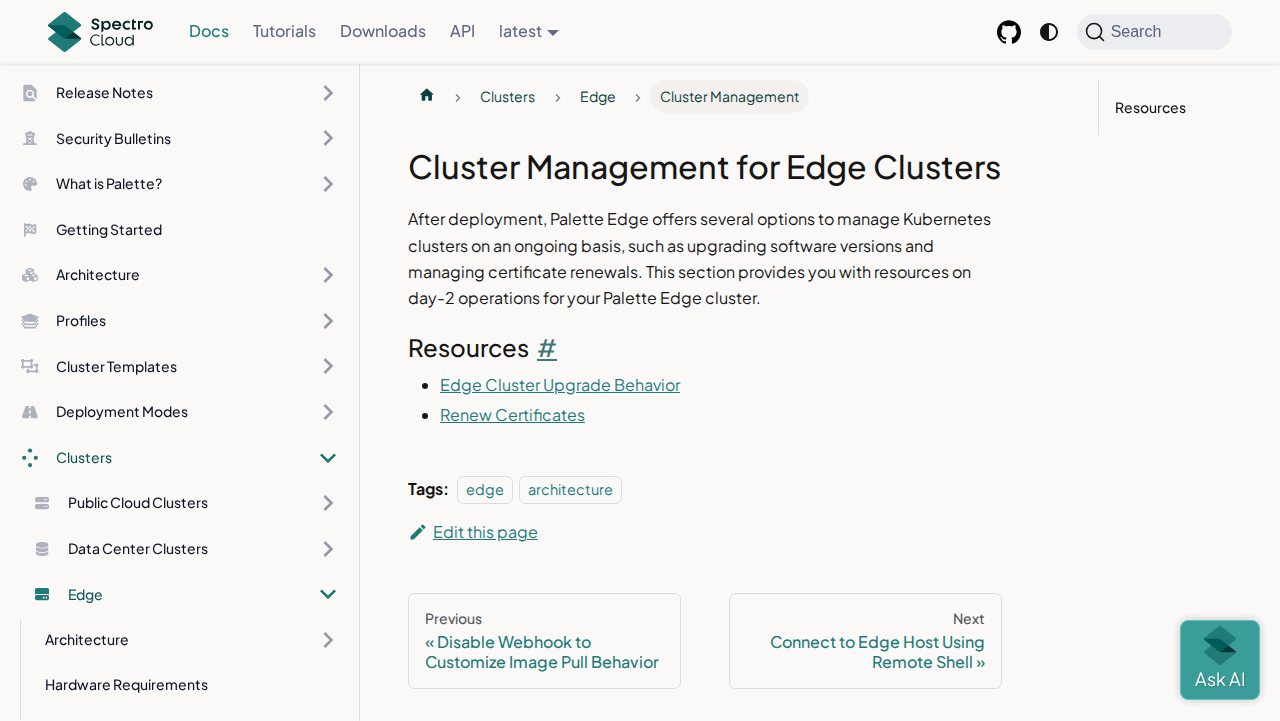 Spectro Cloud
Docs
Tutorials
Downloads
API
latest
Search
Release Notes
Security Bulletins
What is Palette?
Getting Started
Architecture
Profiles
Cluster Templates
Deployment Modes
Clusters
Public Cloud Clusters
Data Center Clusters
Edge
Architecture
Hardware Requirements
Clusters
Edge
Cluster Management
Cluster Management for Edge Clusters
After deployment, Palette Edge offers several options to manage Kubernetes
clusters on an ongoing basis, such as upgrading software versions and
managing certificate renewals. This section provides you with resources on
day-2 operations for your Palette Edge cluster.
Resources #
Edge Cluster Upgrade Behavior
Renew Certificates
Tags: edge architecture
Edit this page
Previous
« Disable Webhook to
Customize Image Pull Behavior
Next
Connect to Edge Host Using
Remote Shell »
Resources
Ask AI